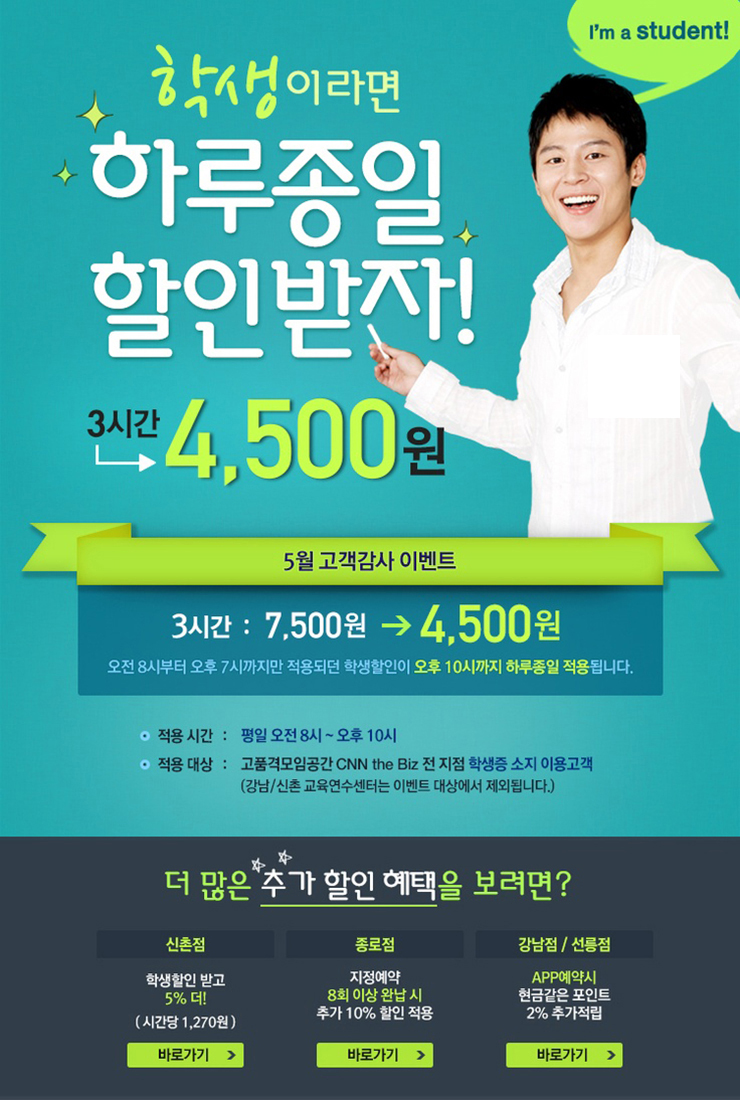 I'm a student!
학생이라면
하루종일
할인받자!
3시간 4,500원
5월 고객감사 이벤트
3시간 : 7,500원 → 4,500원
오전 8시부터 오후 7시까지만 적용되던 학생할인이 오후 10시까지 하루종일 적용됩니다.
적용 시간 : 평일 오전 8시 ~ 오후 10시
적용 대상 : 고품격모임공간 CNN the Biz 전 지점 학생증 소지 이용고객
(강남/신촌 교육연수센터는 이벤트 대상에서 제외됩니다.)
더 많은 추가 할인 혜택을 보려면?
신촌점
학생할인 받고
5% 더!
( 시간당 1,270원 )
바로가기 >
종로점
지정예약
8회 이상 완납 시
추가 10% 할인 적용
바로가기 >
강남점 / 선릉점
APP예약시
현금같은 포인트
2% 추가적립
바로가기 >